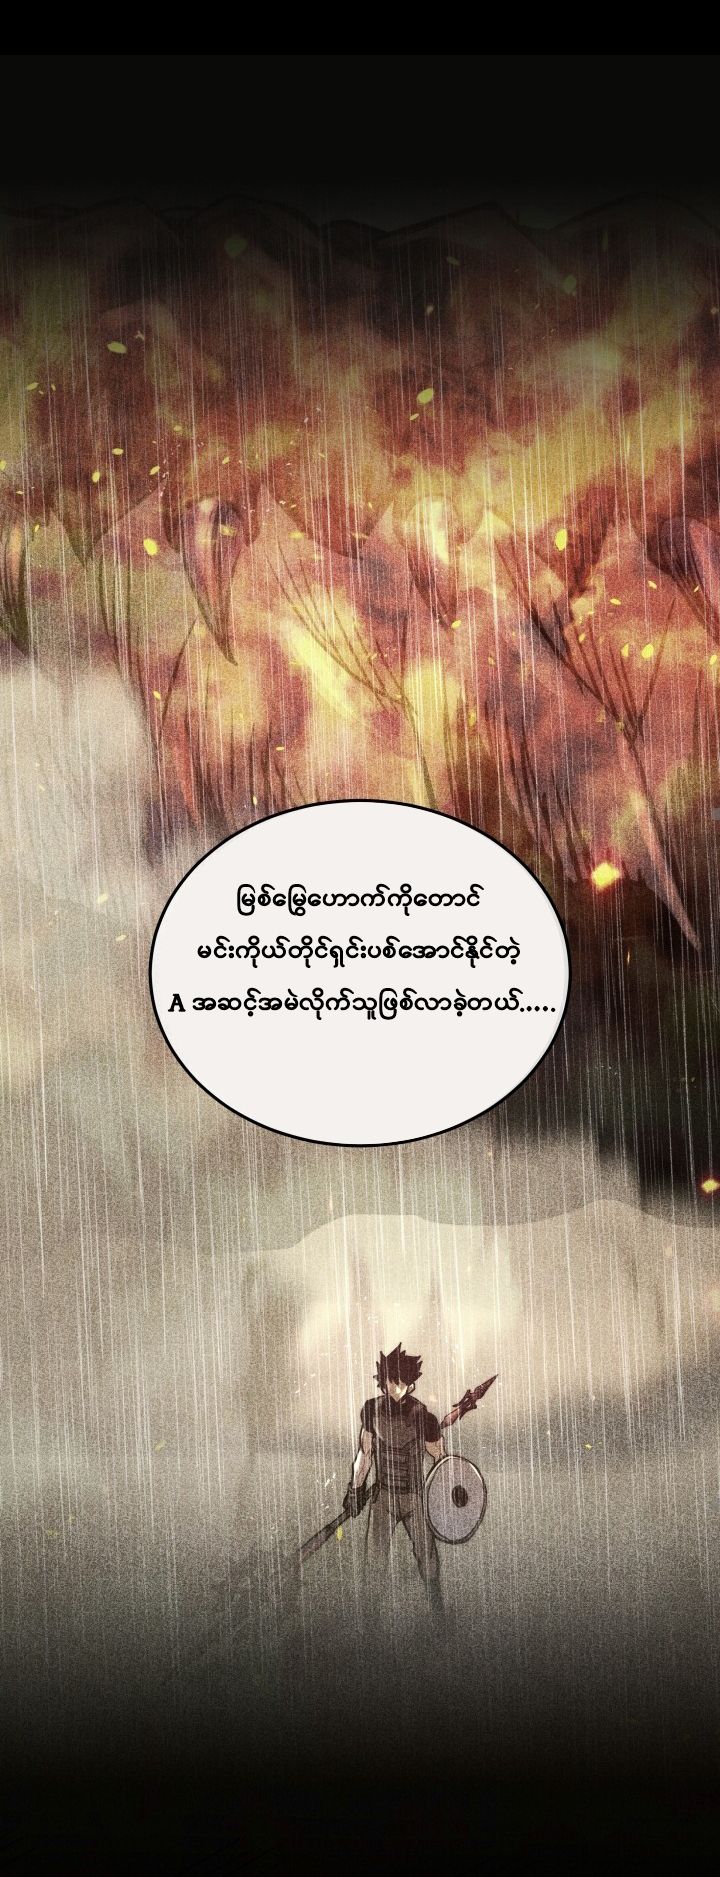 မြစ်မြွေဟောက်ကိုတောင်
မင်းကိုယ်တိုင်ရှင်းပစ်အောင်နိုင်တဲ့
A အဆင့်အမဲလိုက်သူဖြစ်လာခဲ့တယ်.....